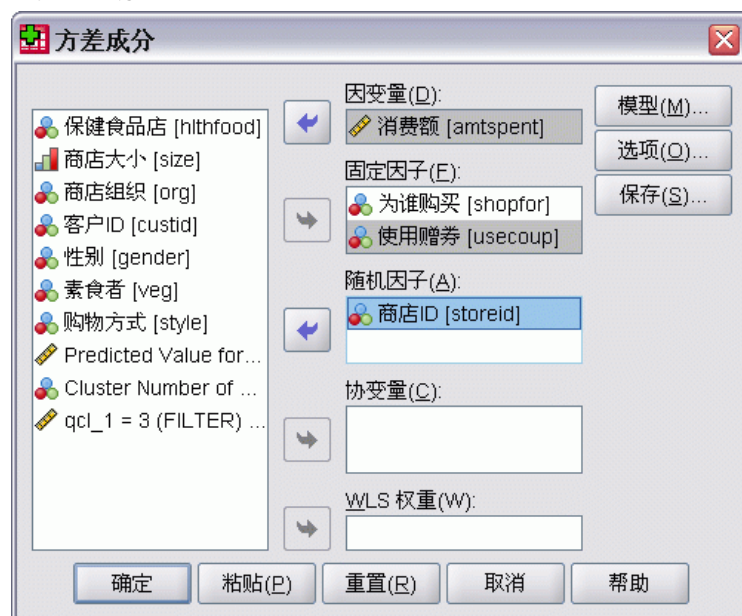 方差成分
保健食品店 [hlthfood]
商店大小 [size]
商店组织 [org]
客户ID [custid]
性别 [gender]
素食者 [veg]
购物方式 [style]
Predicted Value for...
Cluster Number of ...
qcl_1 = 3 (FILTER) ...
因变量(D):
消费额 [amtspent]
固定因子(F):
为谁购买 [shopfor]
使用赠券 [usecoup]
随机因子(A):
商店ID [storeid]
协变量(C):
WLS 权重(W):
模型(M)...
选项(O)...
保存(S)...
确定
粘贴(P)
重置(R)
取消
帮助